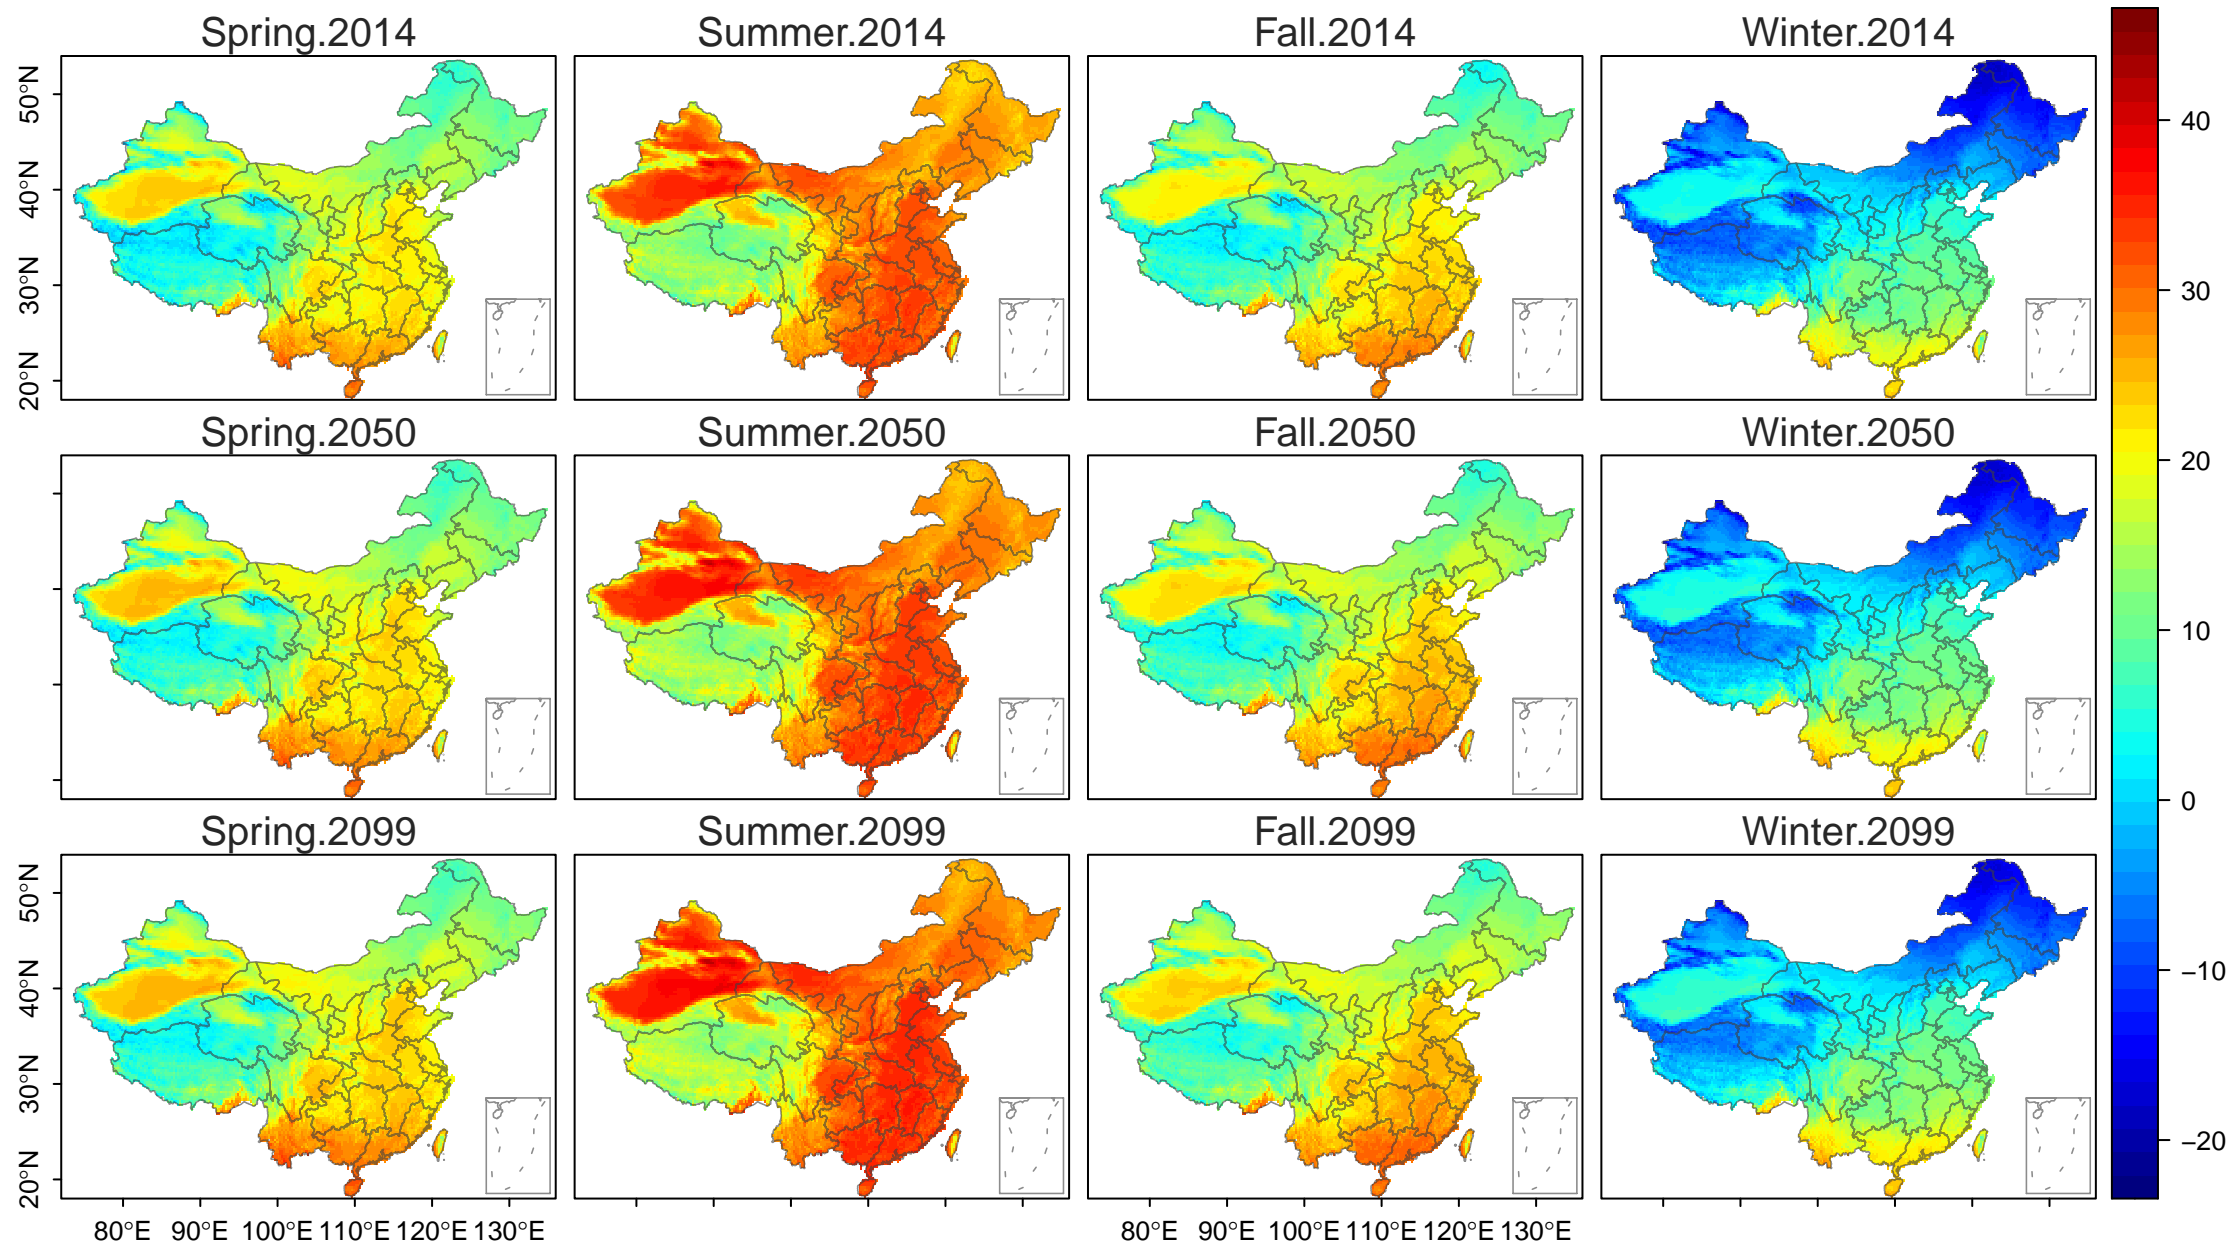 Spring.2014 Summer.2014 Fall.2014 Winter.2014
50°N
40°N
30°N
20°N
Spring.2050 Summer.2050 Fall.2050 Winter.2050
Spring.2099 Summer.2099 Fall.2099 Winter.2099
50°N
40°N
30°N
20°N
80°E 90°E 100°E 110°E 120°E 130°E
80°E 90°E 100°E 110°E 120°E 130°E
40
30
20
10
0
−10
−20